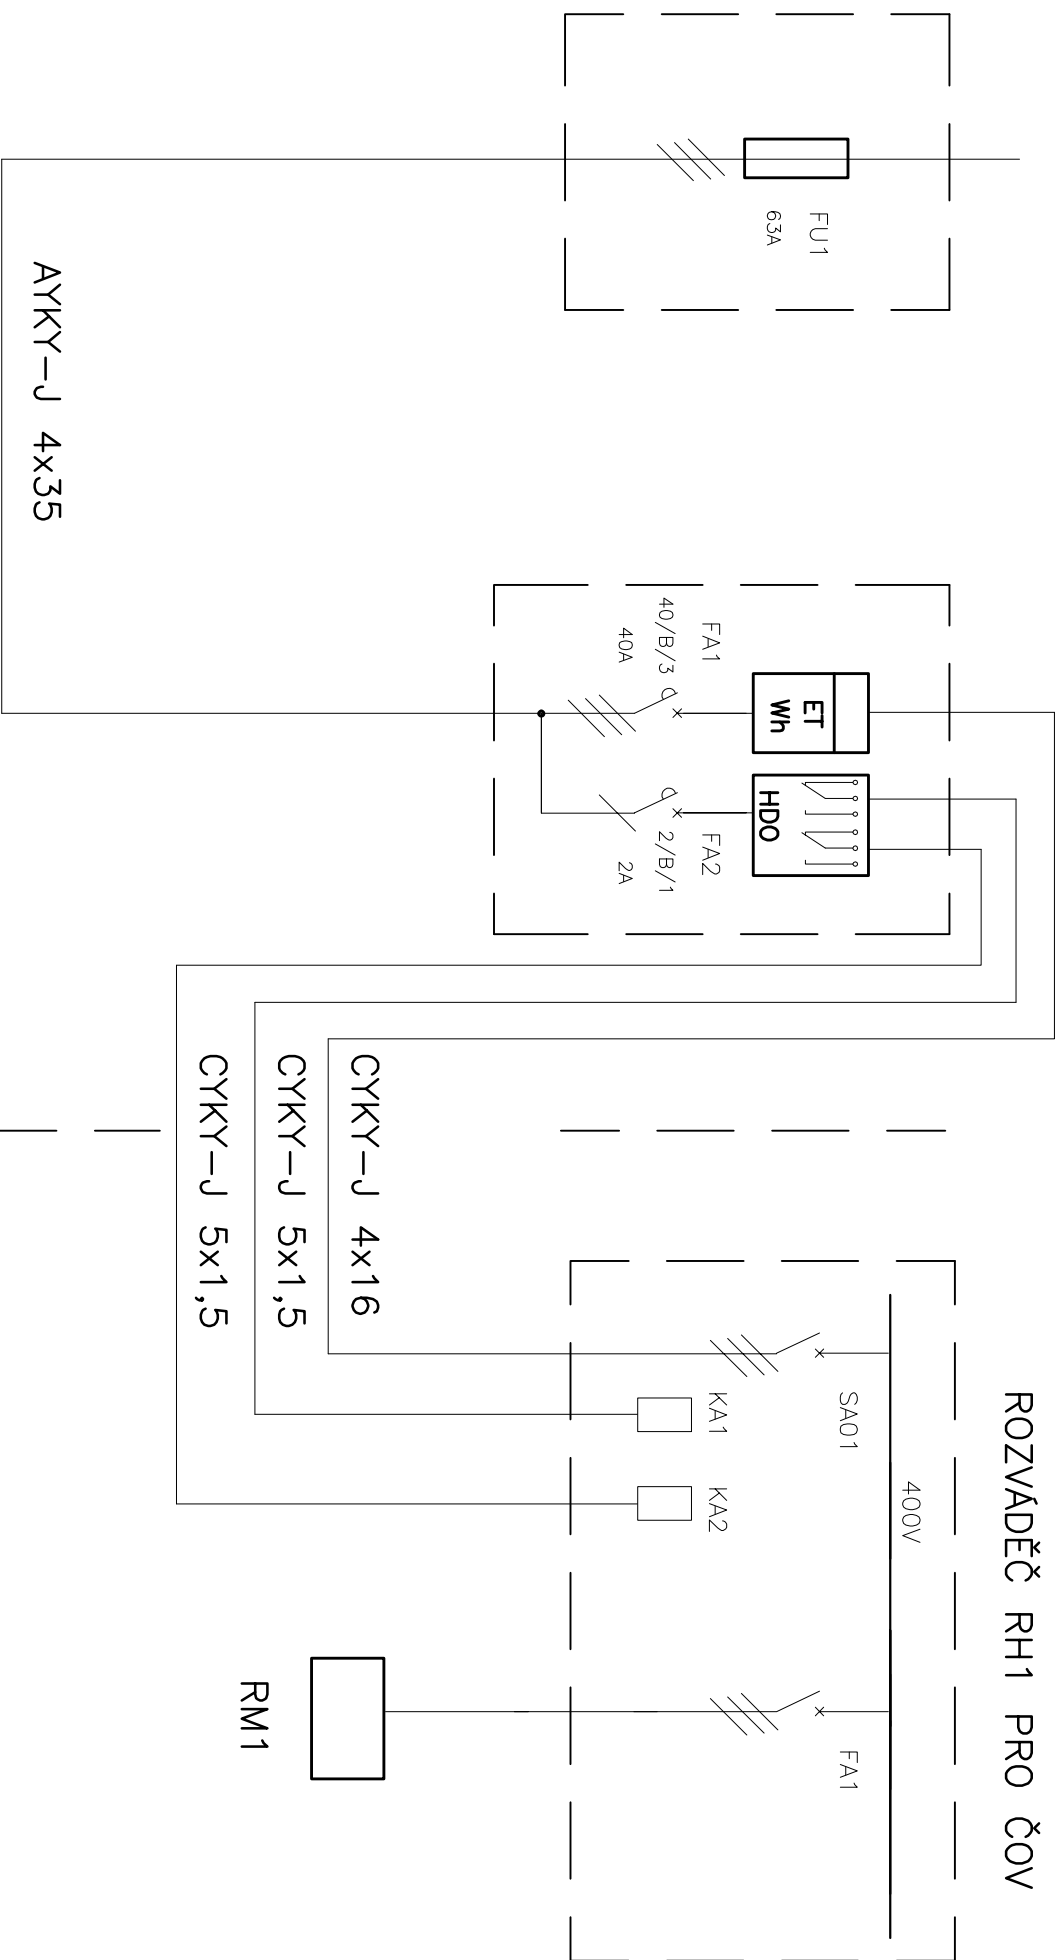 FU1
63A
AYKY-J 4x35
FA1
40/B/3
40A
ET
Wh
HDO
FA2
2/B/1
2A
CYKY-J 4x16
CYKY-J 5x1,5
CYKY-J 5x1,5
ROZVÁDĚČ RH1 PRO ČOV
400V
SA01
KA1
KA2
FA1
RM1